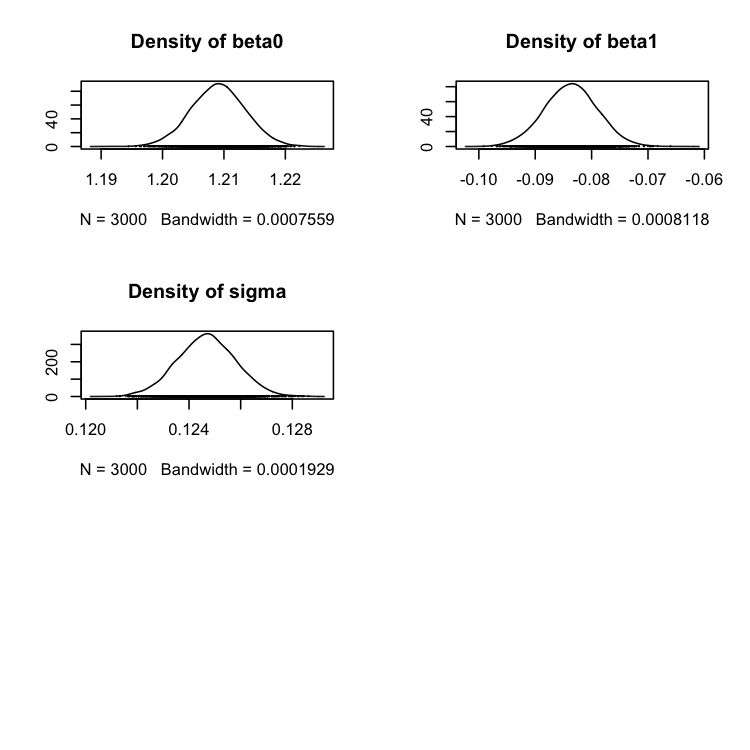 Density of beta0
0 40
1.19 1.20 1.21 1.22
N = 3000 Bandwidth = 0.0007559
Density of beta1
0 40
-0.10 -0.09 -0.08 -0.07 -0.06
N = 3000 Bandwidth = 0.0008118
Density of sigma
0 200
0.120 0.124 0.128
N = 3000 Bandwidth = 0.0001929